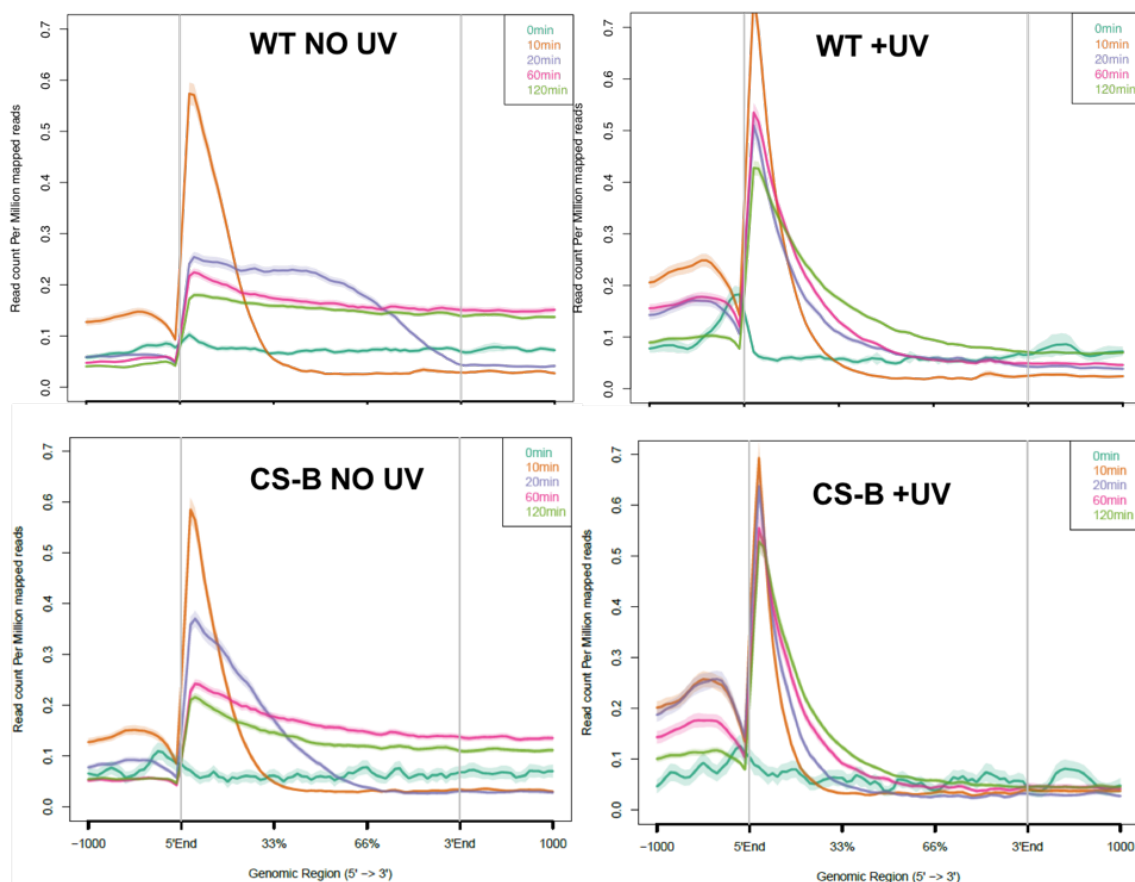 WT NO UV
0min
10min
20min
60min
120min
Read count Per Million mapped reads
0.7
0.6
0.5
0.4
0.3
0.2
0.1
0.0
WT +UV
0min
10min
20min
60min
120min
Read count Per Million mapped reads
0.7
0.6
0.5
0.4
0.3
0.2
0.1
0.0
CS-B NO UV
0min
10min
20min
60min
120min
Read count Per Million mapped reads
0.7
0.6
0.5
0.4
0.3
0.2
0.1
0.0
-1000 5'End 33% 66% 3'End 1000
Genomic Region (5' -> 3')
CS-B +UV
0min
10min
20min
60min
120min
Read count Per Million mapped reads
0.7
0.6
0.5
0.4
0.3
0.2
0.1
0.0
-1000 5'End 33% 66% 3'End 1000
Genomic Region (5' -> 3')